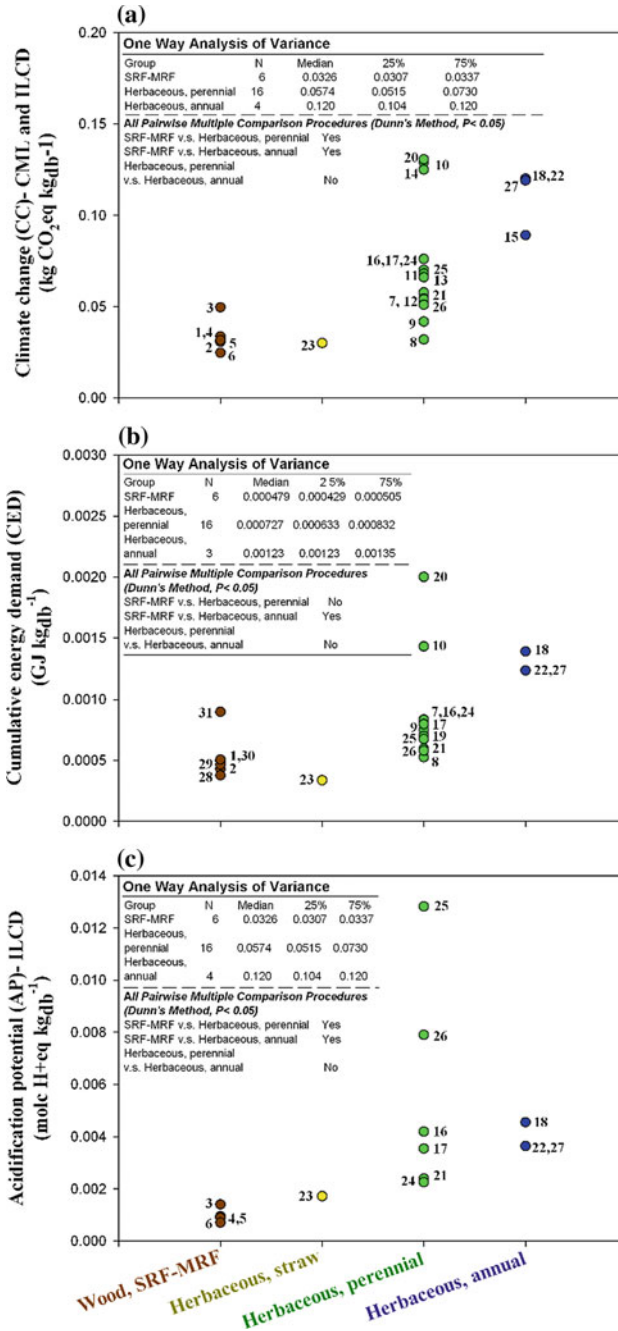 (a)
Climate change (CC)- CML and ILCD
(kg CO2eq kgdb-1)
0.20
0.15
0.10
0.05
0.00
One Way Analysis of Variance
Group N Median 25% 75%
SRF-MRF 6 0.0326 0.0307 0.0337
Herbaceous, perennial 16 0.0574 0.0515 0.0730
Herbaceous, annual 4 0.120 0.104 0.120
All Pairwise Multiple Comparison Procedures (Dunn's Method, P< 0.05)
SRF-MRF v.s. Herbaceous, perennial Yes
SRF-MRF v.s. Herbaceous, annual Yes
Herbaceous, perennial
v.s. Herbaceous, annual No
3
1,4
5
2
6
23
20
10
14
16,17,24
25
11
13
21
7, 12
26
9
8
18,22
27
15
(b)
Cumulative energy demand (CED)
(GJ kgdb-1)
0.0030
0.0025
0.0020
0.0015
0.0010
0.0005
0.0000
One Way Analysis of Variance
Group N Median 2 5% 75%
SRF-MRF 6 0.000479 0.000429 0.000505
Herbaceous,
perennial 16 0.000727 0.000633 0.000832
Herbaceous,
annual 3 0.00123 0.00123 0.00135
All Pairwise Multiple Comparison Procedures
(Dunn's Method, P< 0.05)
SRF-MRF v.s. Herbaceous, perennial No
SRF-MRF v.s. Herbaceous, annual Yes
Herbaceous, perennial
v.s. Herbaceous, annual No
31
1,30
29
2
28
23
20
10
7,16,24
9
17
25
19
26
21
8
18
22,27
(c)
Acidification potential (AP)- ILCD
(molc H+eq kgdb-1)
0.014
0.012
0.010
0.008
0.006
0.004
0.002
0.000
One Way Analysis of Variance
Group N Median 25% 75%
SRF-MRF 6 0.0326 0.0307 0.0337
Herbaceous,
perennial 16 0.0574 0.0515 0.0730
Herbaceous,
annual 4 0.120 0.104 0.120
All Pairwise Multiple Comparison Procedures
(Dunn's Method, P< 0.05)
SRF-MRF v.s. Herbaceous, perennial Yes
SRF-MRF v.s. Herbaceous, annual Yes
Herbaceous, perennial
v.s. Herbaceous, annual No
3
4,5
6
23
25
26
16
17
24
21
18
22,27
Wood, SRF-MRF
Herbaceous, straw
Herbaceous, perennial
Herbaceous, annual